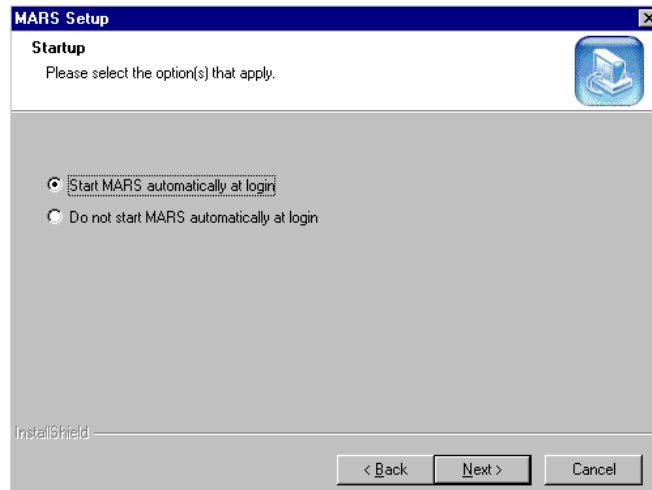 MARS Setup
Startup
Please select the option(s) that apply.
Start MARS automatically at login
Do not start MARS automatically at login
InstallShield
< Back
Next >
Cancel